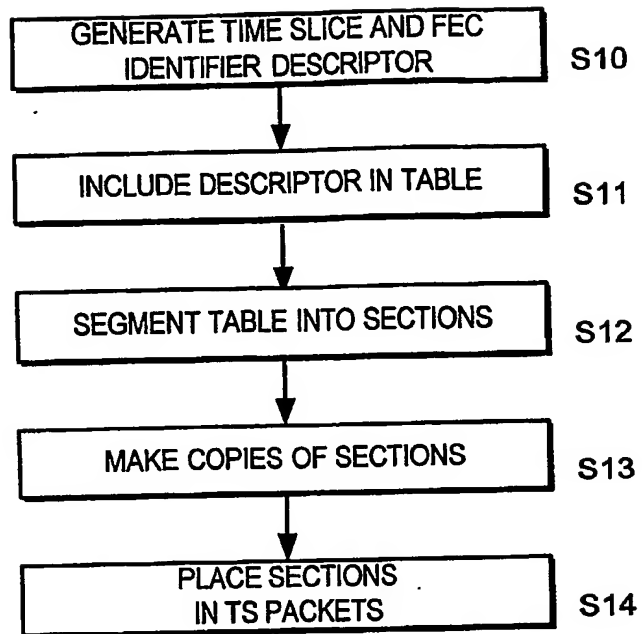 GENERATE TIME SLICE AND FEC
IDENTIFIER DESCRIPTOR
S10
INCLUDE DESCRIPTOR IN TABLE
S11
SEGMENT TABLE INTO SECTIONS
S12
MAKE COPIES OF SECTIONS
S13
PLACE SECTIONS
IN TS PACKETS
S14